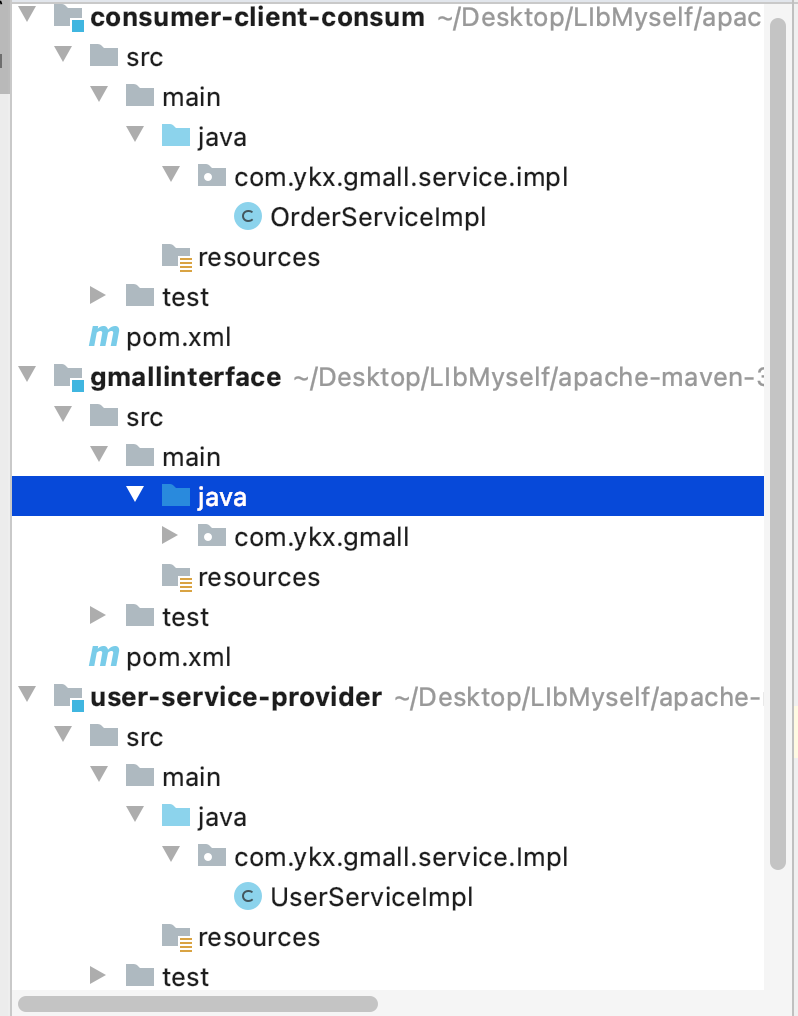 consumer-client-consum ~/Desktop/LIbMyself/apac
src
main
java
com.ykx.gmall.service.impl
C OrderServiceImpl
resources
test
m pom.xml
gmallinterface ~/Desktop/LIbMyself/apache-maven-3
src
main
java
com.ykx.gmall
resources
test
m pom.xml
user-service-provider ~/Desktop/LIbMyself/apache-
src
main
java
com.ykx.gmall.service.Impl
C UserServiceImpl
resources
test